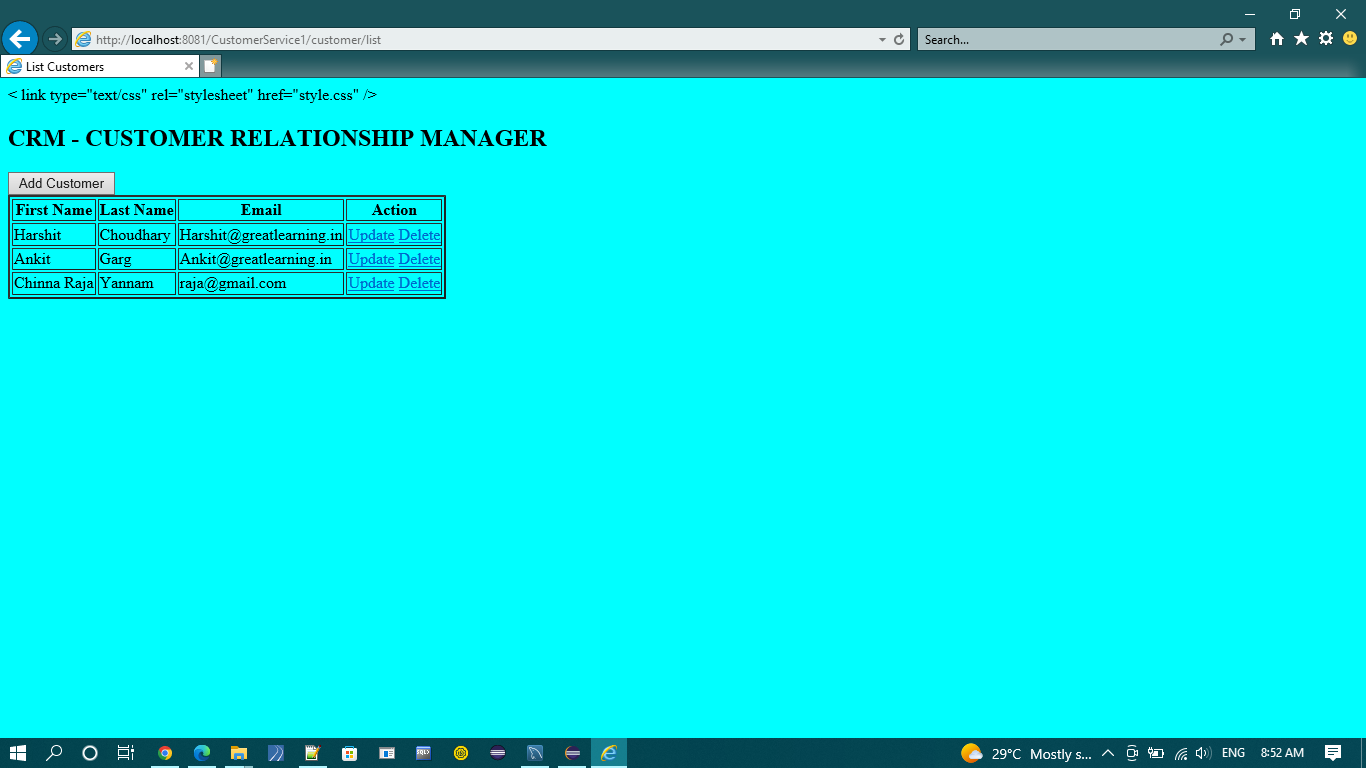 http://localhost:8081/CustomerService1/customer/list
Search...
List Customers
< link type="text/css" rel="stylesheet" href="style.css" />
CRM - CUSTOMER RELATIONSHIP MANAGER
Add Customer
First Name Last Name Email Action
Harshit Choudhary Harshit@greatlearning.in Update Delete
Ankit Garg Ankit@greatlearning.in Update Delete
Chinna Raja Yannam raja@gmail.com Update Delete
29°C Mostly s... ENG 8:52 AM